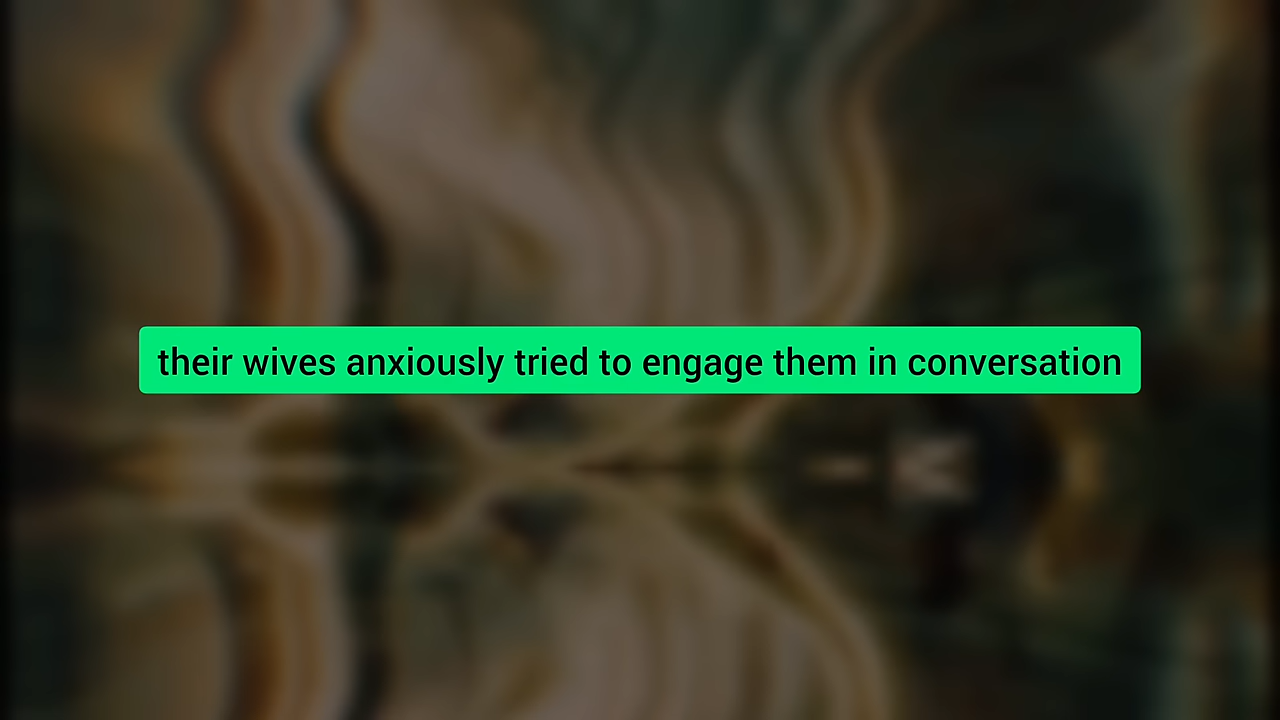 their wives anxiously tried to engage them in conversation